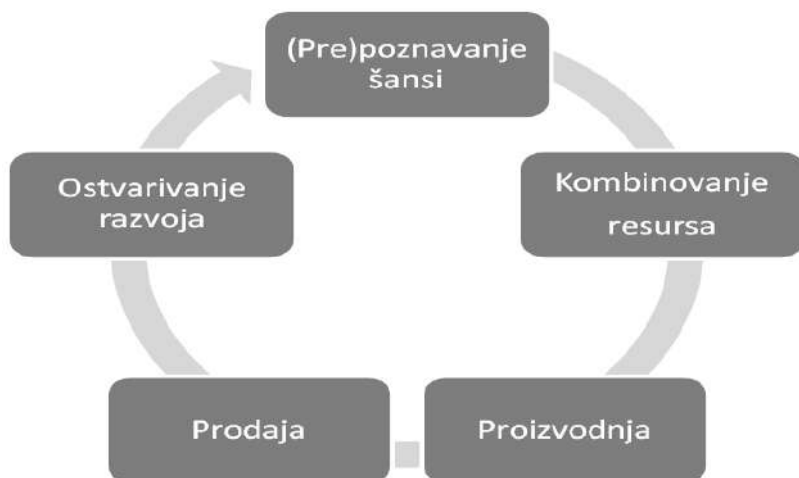 (Pre)poznavanje
šansi
Kombinovanje
resursa
Proizvodnja
Prodaja
Ostvarivanje
razvoja